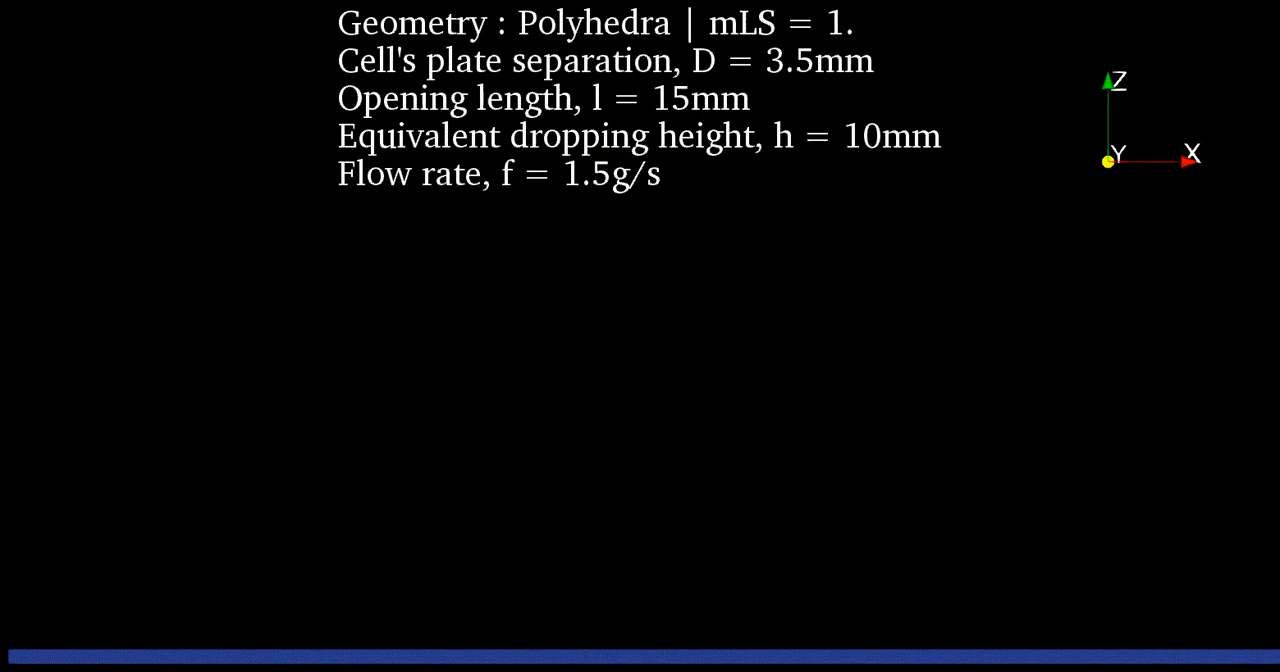 Geometry : Polyhedra | mLS = 1.
Cell's plate separation, D = 3.5mm
Opening length, l = 15mm
Equivalent dropping height, h = 10mm
Flow rate, f = 1.5g/s
Z
Y
X